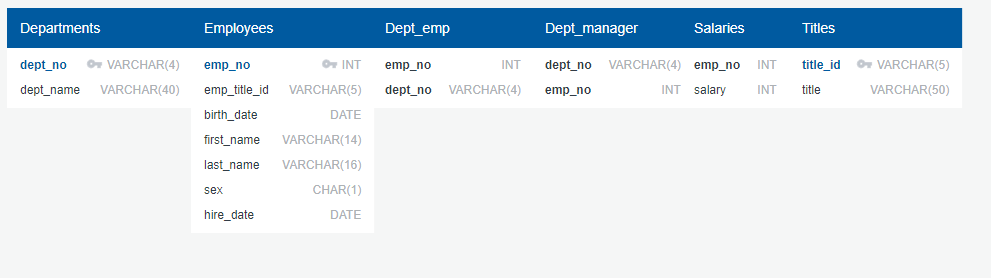 Departments
dept_no VARCHAR(4)
dept_name VARCHAR(40)
Employees
emp_no INT
emp_title_id VARCHAR(5)
birth_date DATE
first_name VARCHAR(14)
last_name VARCHAR(16)
sex CHAR(1)
hire_date DATE
Dept_emp
emp_no INT
dept_no VARCHAR(4)
Dept_manager
dept_no VARCHAR(4)
emp_no INT
Salaries
emp_no INT
salary INT
Titles
title_id VARCHAR(5)
title VARCHAR(50)